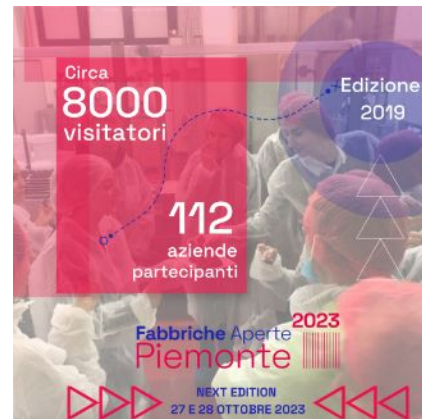 Circa
8000
visitatori
Edizione
2019
112
aziende
partecipanti
2023
Fabbriche Aperte
Piemonte
NEXT EDITION
27 E 28 OTTOBRE 2023